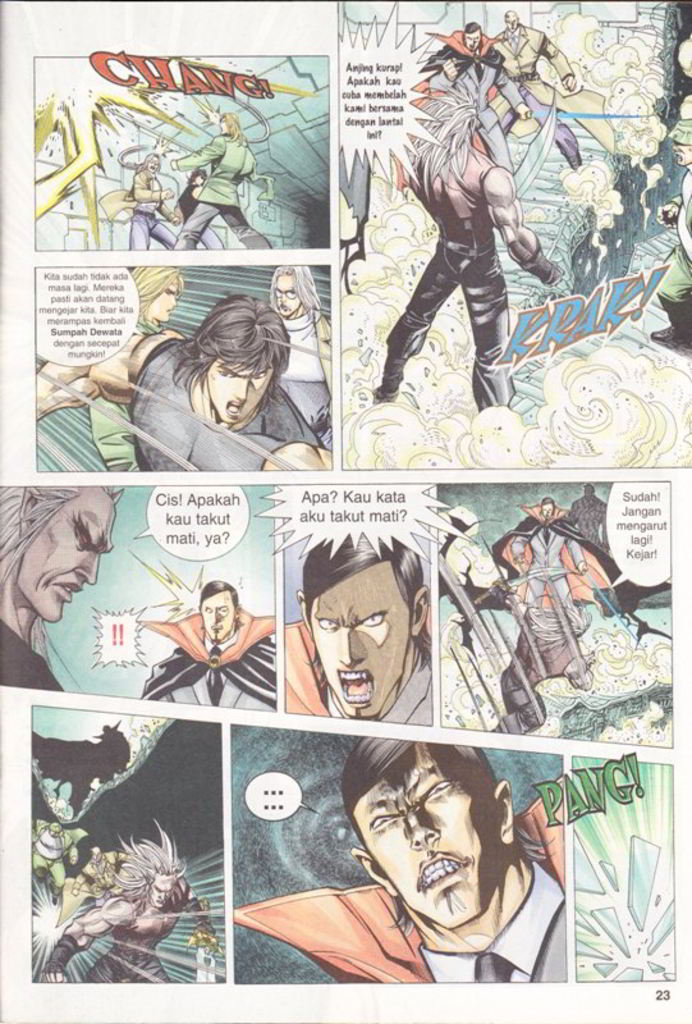 CHANG!
Anjing kurap!
Apakah kau
cuba membelah
kami bersama
dengan lantai
ini?
KRAK!
Kita sudah tidak ada
masa lagi. Mereka
pasti akan datang
mengejar kita. Biar kita
merampas kembali
Sumpah Dewata
dengan secepat
mungkin!
Cis! Apakah
kau takut
mati, ya?
!!
Apa? Kau kata
aku takut mati?
Sudah!
Jangan
mengarut
lagi!
Kejar!
...
...
PANG!
23